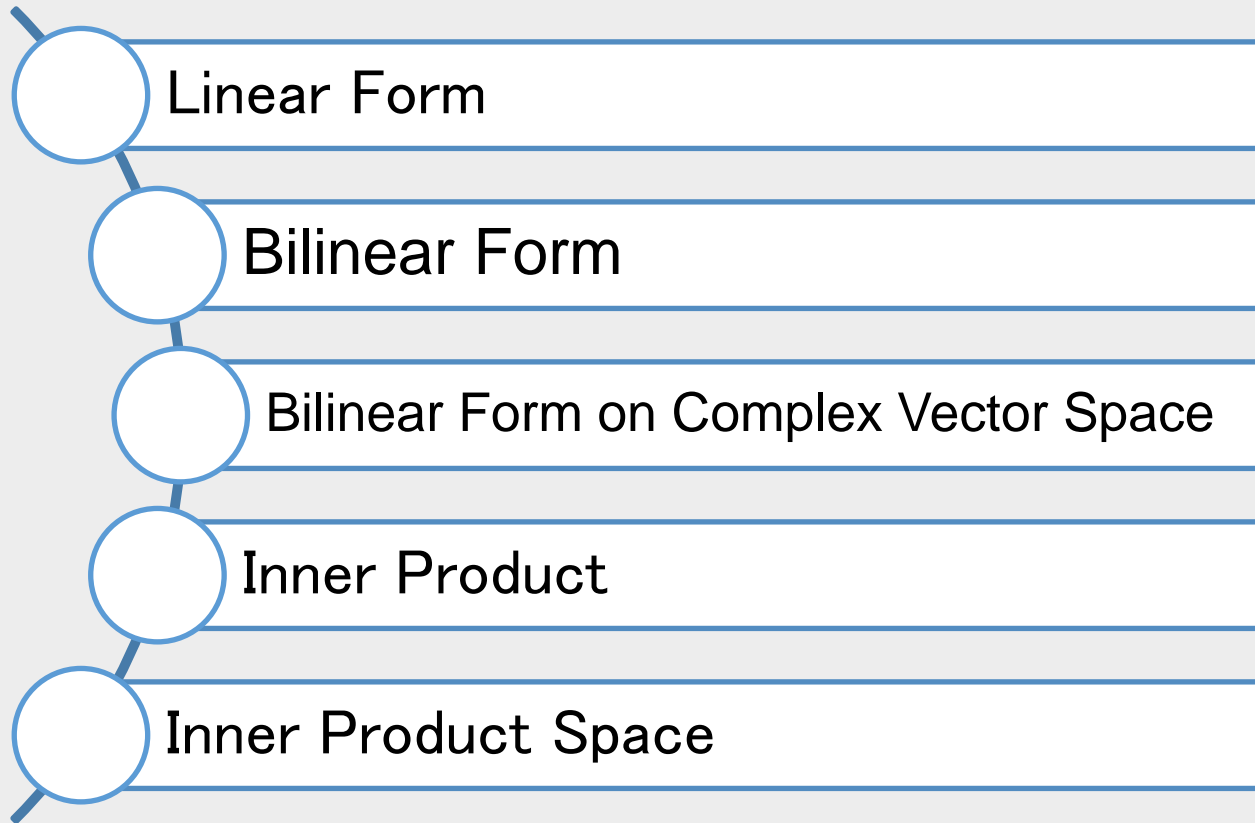 Linear Form
Bilinear Form
Bilinear Form on Complex Vector Space
Inner Product
Inner Product Space